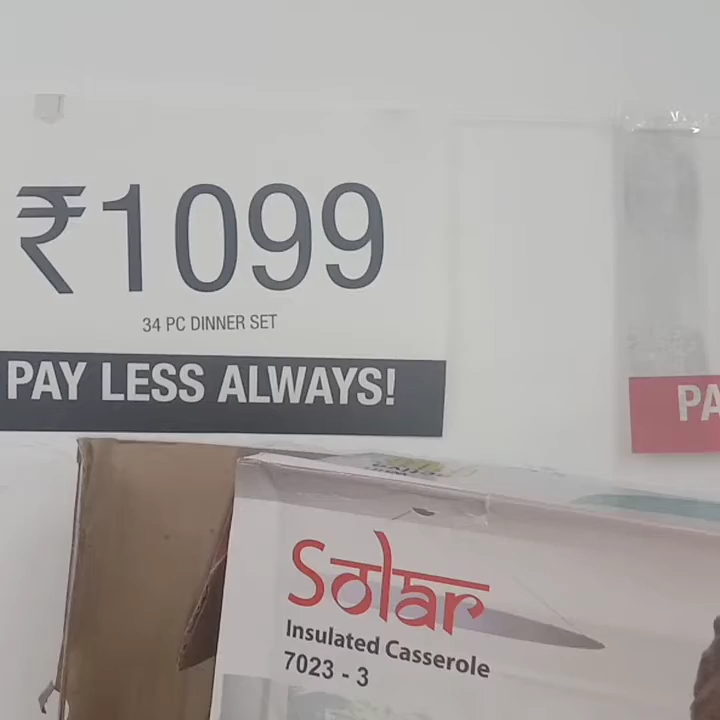 ₹1099
34 PC DINNER SET
PAY LESS ALWAYS!
PA
Solar
Insulated Casserole
7023 - 3